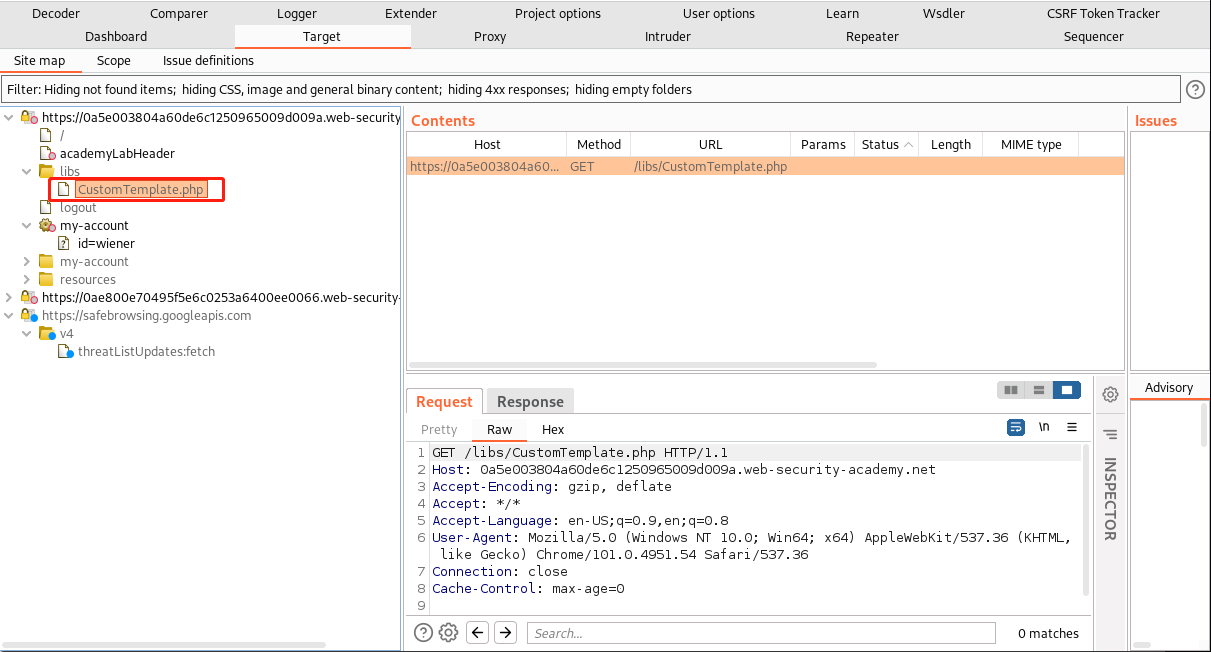 Decoder Comparer Logger Extender Project options User options Learn Wsdler CSRF Token Tracker
Dashboard Target Proxy Intruder Repeater Sequencer
Site map Scope Issue definitions
Filter: Hiding not found items; hiding CSS, image and general binary content; hiding 4xx responses; hiding empty folders
?
https://0a5e003804a60de6c1250965009d009a.web-security
/
academyLabHeader
libs
CustomTemplate.php
logout
my-account
?
id=wiener
my-account
resources
https://0ae800e70495f5e6c0253a6400ee0066.web-security-
https://safebrowsing.googleapis.com
v4
threatListUpdates:fetch
Contents
Host Method URL Params Status Length MIME type
https://0a5e003804a60... GET /libs/CustomTemplate.php
Issues
Request Response
Pretty Raw Hex
\n
1 GET /libs/CustomTemplate.php HTTP/1.1
2 Host: 0a5e003804a60de6c1250965009d009a.web-security-academy.net
3 Accept-Encoding: gzip, deflate
4 Accept: */*
5 Accept-Language: en-US;q=0.9,en;q=0.8
6 User-Agent: Mozilla/5.0 (Windows NT 10.0; Win64; x64) AppleWebKit/537.36 (KHTML,
like Gecko) Chrome/101.0.4951.54 Safari/537.36
7 Connection: close
8 Cache-Control: max-age=0
9
? Search... 0 matches
INSPECTOR
Advisory